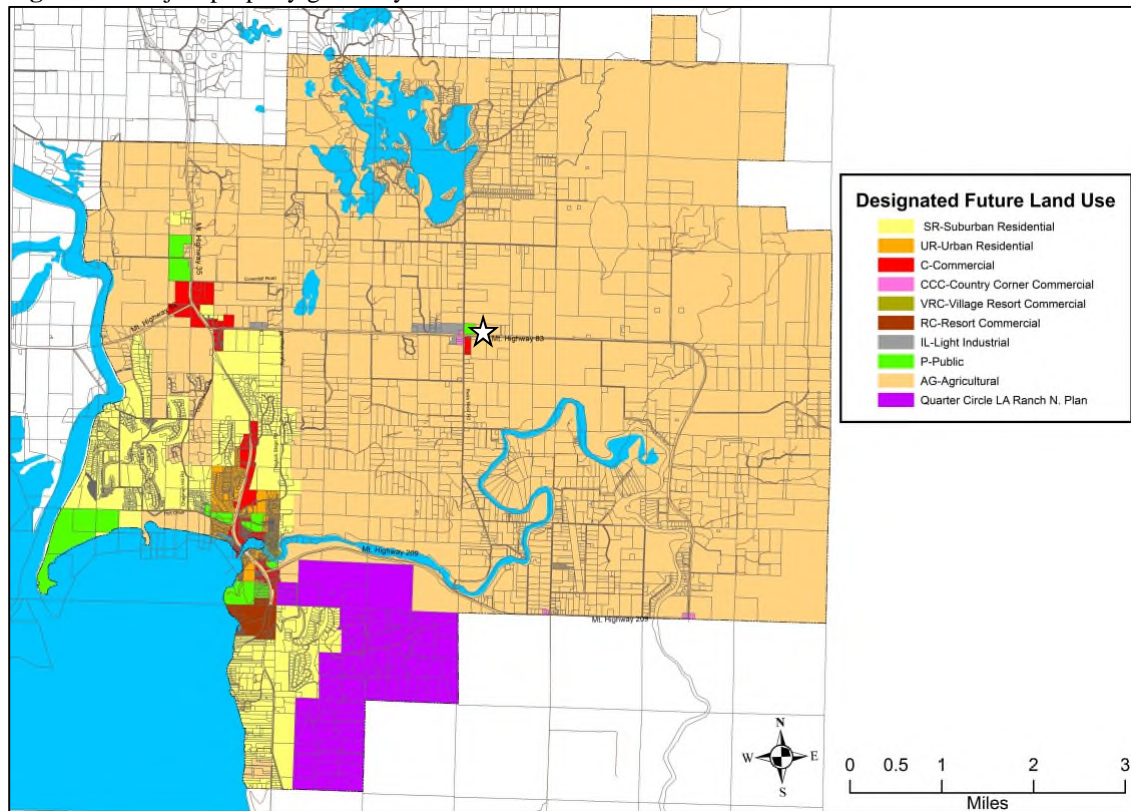 Designated Future Land Use
SR-Suburban Residential
UR-Urban Residential
C-Commercial
CCC-Country Corner Commercial
VRC-Village Resort Commercial
RC-Resort Commercial
IL-Light Industrial
P-Public
AG-Agricultural
Quarter Circle LA Ranch N. Plan
Mt. Highway 35
Mt. Highway
Mt. Highway 83
Mt. Highway 209
Mt. Highway 209
N
W E
S
0 0.5 1 2 3
Miles